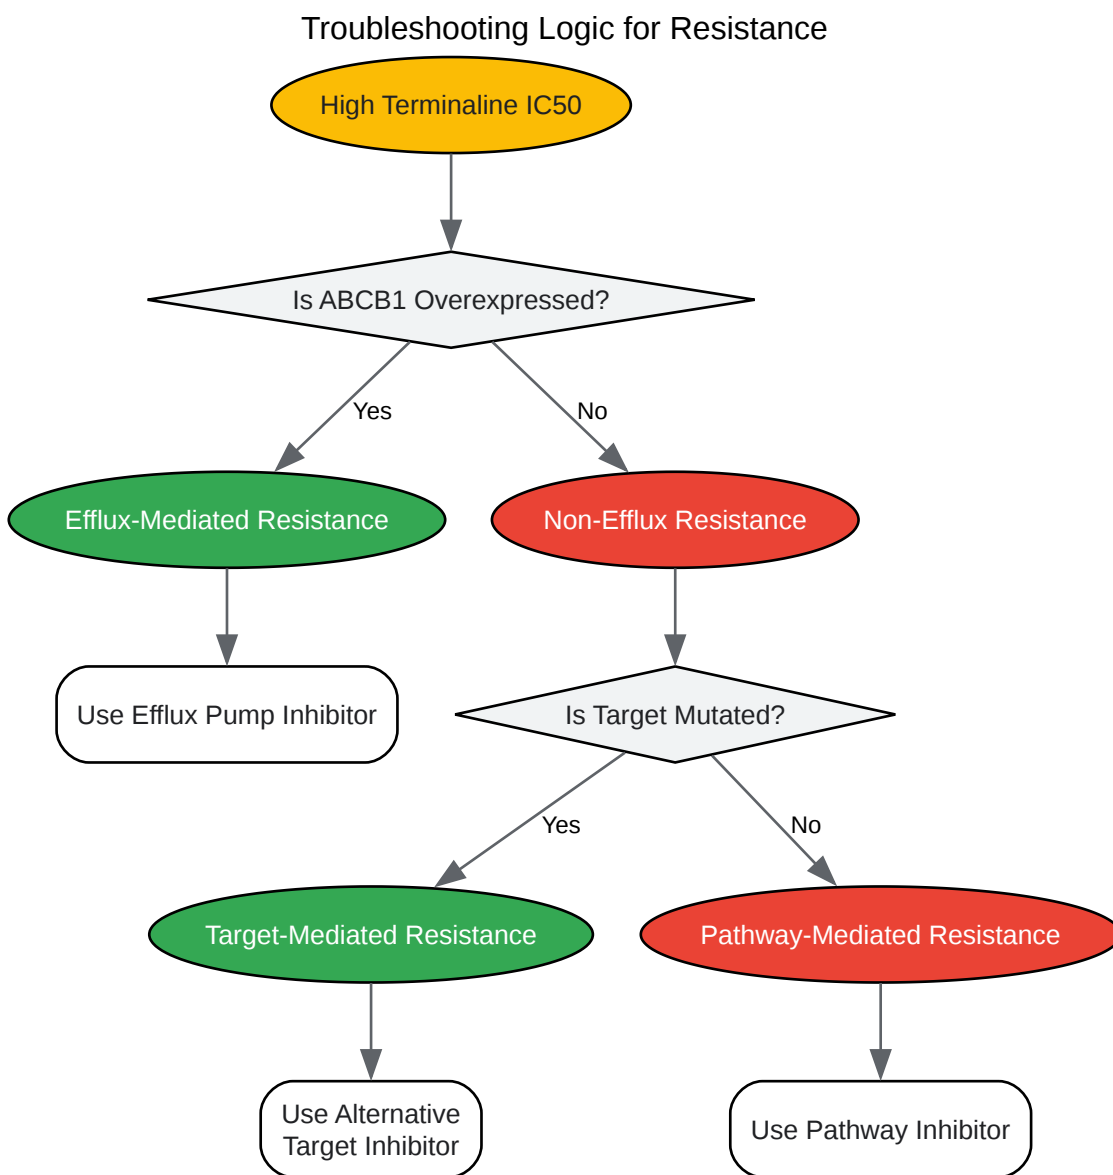 Troubleshooting Logic for Resistance
High Terminaline IC50
Is ABCB1 Overexpressed?
Yes
No
Efflux-Mediated Resistance
Non-Efflux Resistance
Use Efflux Pump Inhibitor
Is Target Mutated?
Yes
No
Target-Mediated Resistance
Pathway-Mediated Resistance
Use Alternative
Target Inhibitor
Use Pathway Inhibitor